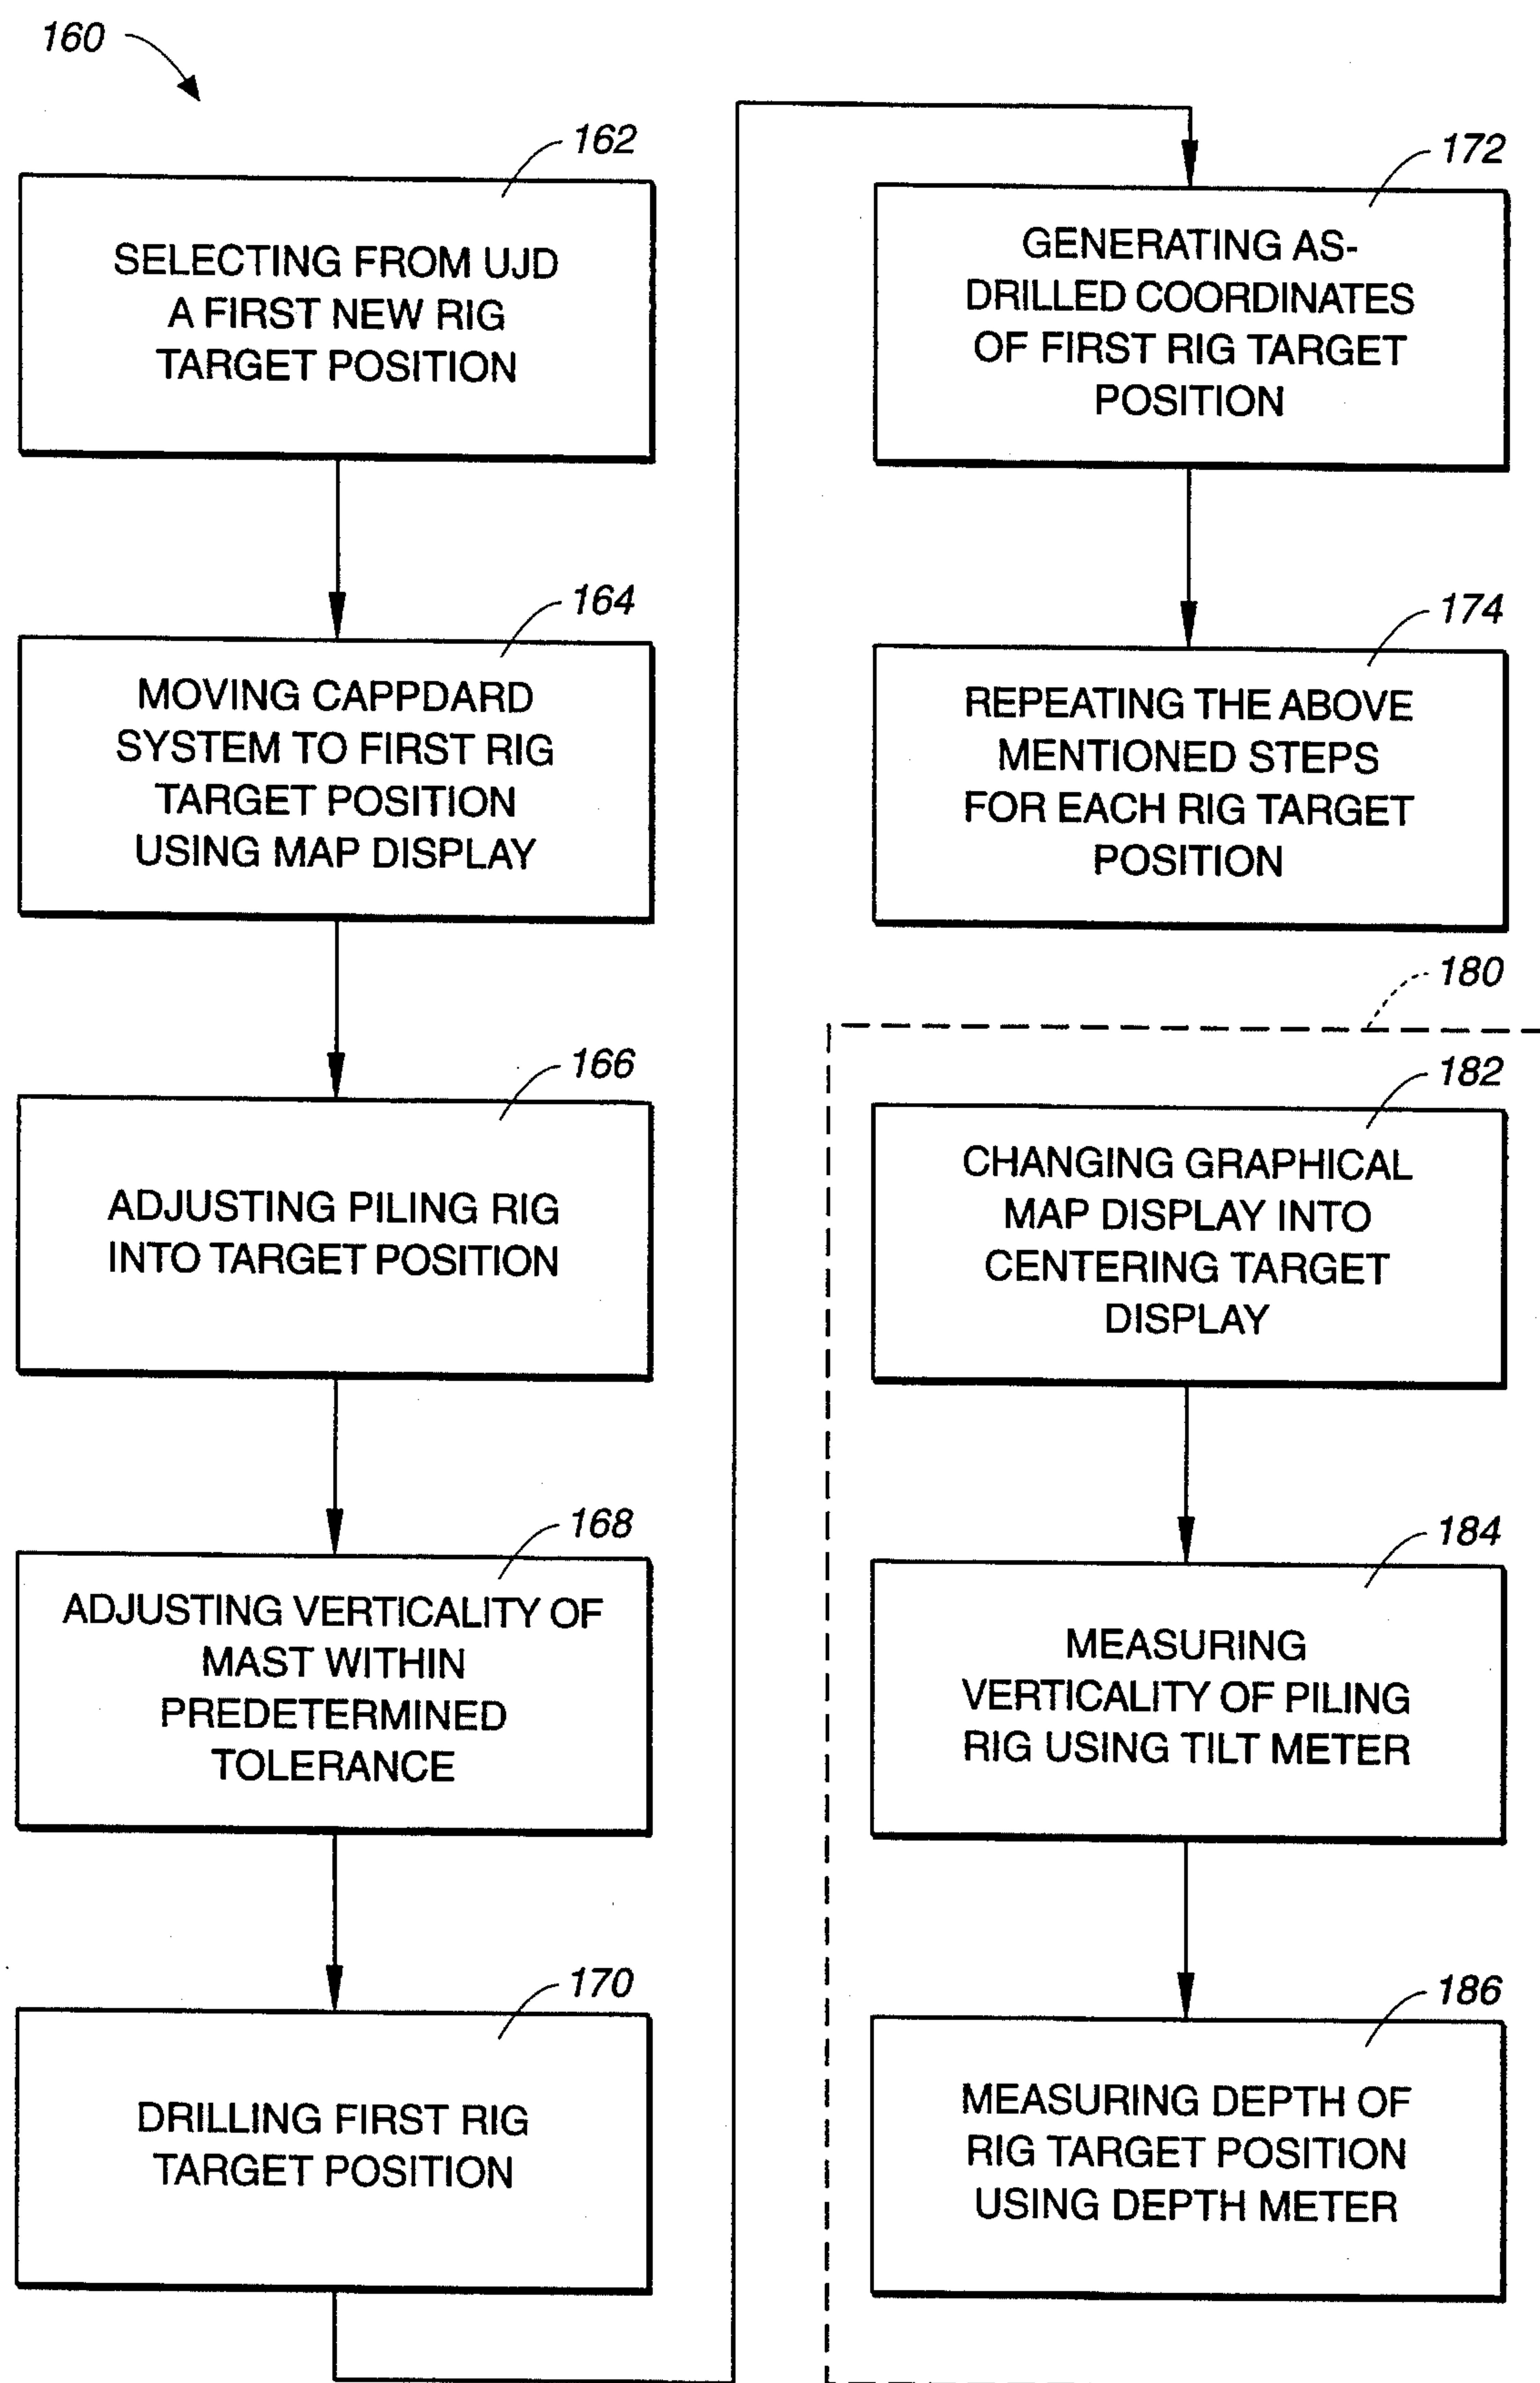 160
162
SELECTING FROM UJD
A FIRST NEW RIG
TARGET POSITION
164
MOVING CAPPDARD
SYSTEM TO FIRST RIG
TARGET POSITION
USING MAP DISPLAY
166
ADJUSTING PILING RIG
INTO TARGET POSITION
168
ADJUSTING VERTICALITY OF
MAST WITHIN
PREDETERMINED
TOLERANCE
170
DRILLING FIRST RIG
TARGET POSITION
172
GENERATING AS-
DRILLED COORDINATES
OF FIRST RIG TARGET
POSITION
174
REPEATING THE ABOVE
MENTIONED STEPS
FOR EACH RIG TARGET
POSITION
180
182
CHANGING GRAPHICAL
MAP DISPLAY INTO
CENTERING TARGET
DISPLAY
184
MEASURING
VERTICALITY OF PILING
RIG USING TILT METER
186
MEASURING DEPTH OF
RIG TARGET POSITION
USING DEPTH METER